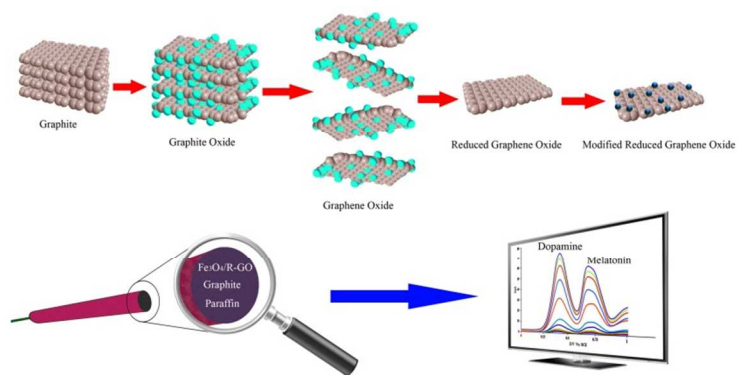 Graphite
Graphite Oxide
Graphene Oxide
Reduced Graphene Oxide
Modified Reduced Graphene Oxide
Fe₃O₄/R-GO
Graphite
Paraffin
Dopamine
Melatonin